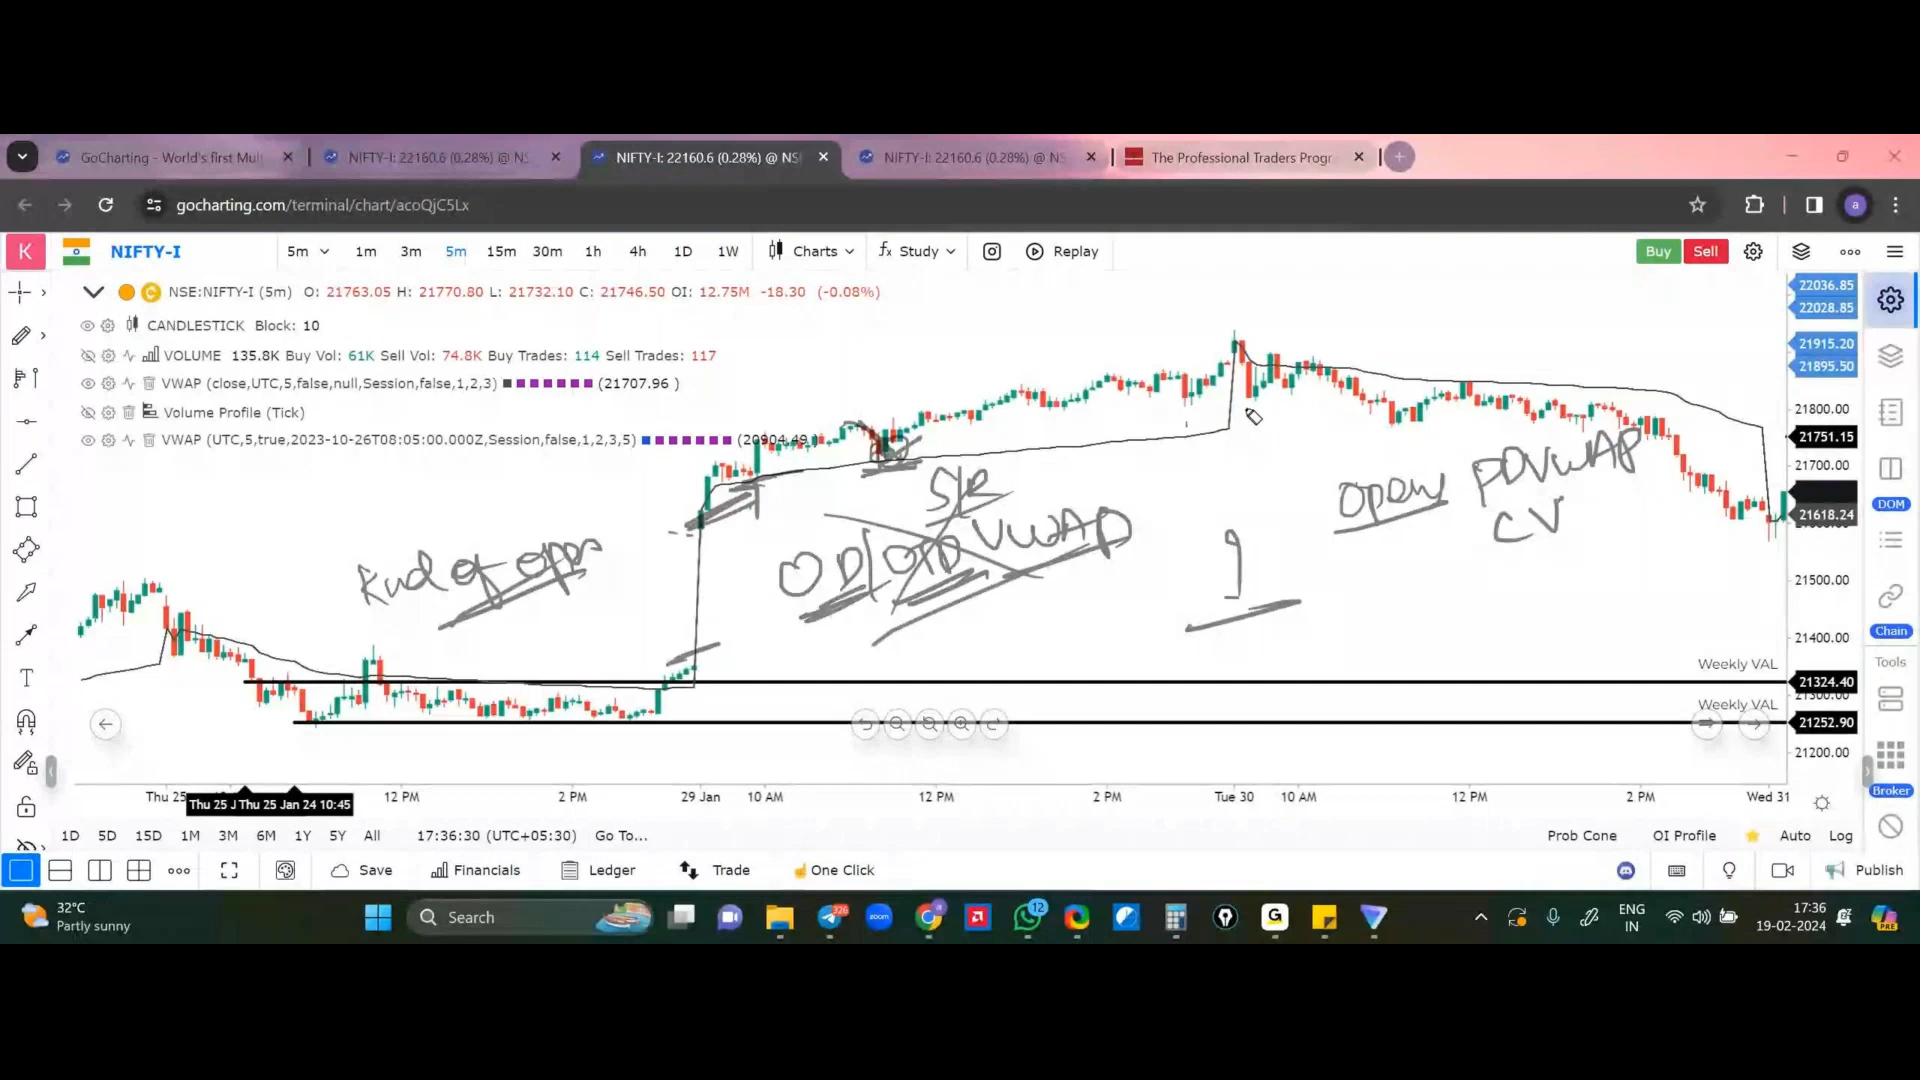 GoCharting - World's first Mul
NIFTY-I: 22160.6 (0.28%) @ NS
NIFTY-I: 22160.6 (0.28%) @ NS
NIFTY-I: 22160.6 (0.28%) @ NS
The Professional Traders Progr
gocharting.com/terminal/chart/acoQjC5Lx
a
K
NIFTY-I
5m 1m 3m 5m 15m 30m 1h 4h 1D 1W Charts Study Replay
Buy Sell
NSE:NIFTY-I (5m) O: 21763.05 H: 21770.80 L: 21732.10 C: 21746.50 OI: 12.75M -18.30 (-0.08%)
CANDLESTICK Block: 10
VOLUME 135.8K Buy Vol: 61K Sell Vol: 74.8K Buy Trades: 114 Sell Trades: 117
VWAP (close,UTC,5,false,null,Session,false,1,2,3) (21707.96 )
Volume Profile (Tick)
VWAP (UTC,5,true,2023-10-26T08:05:00.000Z,Session,false,1,2,3,5) (20904.49 )
22036.85
22028.85
21915.20
21895.50
21800.00
21751.15
21700.00
21618.24
21500.00
21400.00
21324.40
21300.00
21252.90
21200.00
S/R
OD/OTD VWAP
Kind of open
Opens PDVWAP
CV
Weekly VAL
Weekly VAL
DOM
Chain
Tools
Broker
Thu 25 Thu 25 J Thu 25 Jan 24 10:45 12 PM 2 PM 29 Jan 10 AM 12 PM 2 PM Tue 30 10 AM 12 PM 2 PM Wed 31
1D 5D 15D 1M 3M 6M 1Y 5Y All 17:36:30 (UTC+05:30) Go To... Prob Cone OI Profile Auto Log
Save Financials Ledger Trade One Click Publish
32°C
Partly sunny
Search
326
zoom
12
ENG
IN
17:36
19-02-2024
PRE